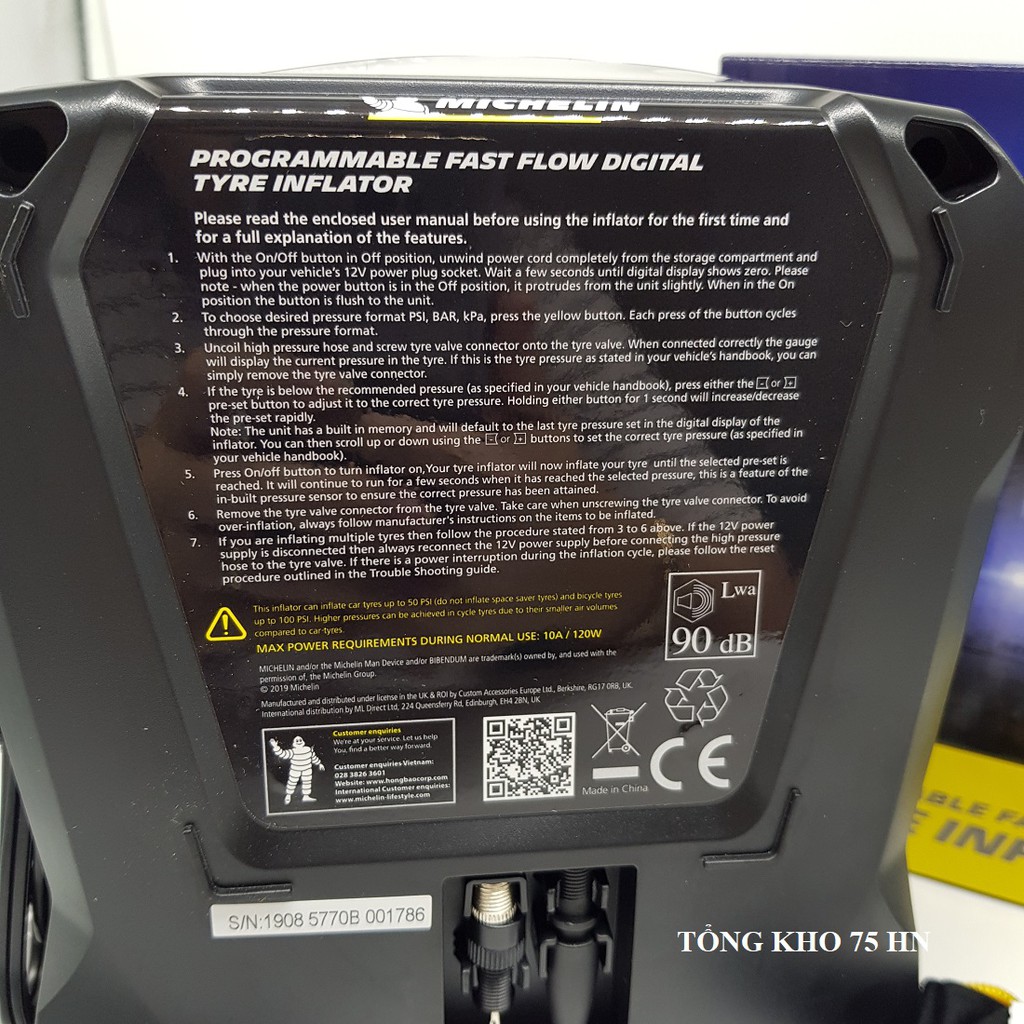 MICHELIN
PROGRAMMABLE FAST FLOW DIGITAL
TYRE INFLATOR
Please read the enclosed user manual before using the inflator for the first time and
for a full explanation of the features.
1. With the On/Off button in Off position, unwind power cord completely from the storage compartment and
plug into your vehicle's 12V power plug socket. Wait a few seconds until digital display shows zero. Please
note - when the power button is in the Off position, it protrudes from the unit slightly. When in the On
position the button is flush to the unit.
2. To choose desired pressure format PSI, BAR, kPa, press the yellow button. Each press of the button cycles
through the pressure format.
3. Uncoil high pressure hose and screw tyre valve connector onto the tyre valve. When connected correctly the gauge
will display the current pressure in the tyre. If this is the tyre pressure as stated in your vehicle's handbook, you can
simply remove the tyre valve connector.
4. If the tyre is below the recommended pressure (as specified in your vehicle handbook), press either the [-] or [+]
pre-set button to adjust it to the correct tyre pressure. Holding either button for 1 second will increase/decrease
the pre-set rapidly.
Note: The unit has a built in memory and will default to the last tyre pressure set in the digital display of the
inflator. You can then scroll up or down using the [-] or [+] buttons to set the correct tyre pressure (as specified in
your vehicle handbook).
5. Press On/off button to turn inflator on,Your tyre inflator will now inflate your tyre until the selected pre-set is
reached. It will continue to run for a few seconds when it has reached the selected pressure, this is a feature of the
in-built pressure sensor to ensure the correct pressure has been attained.
6. Remove the tyre valve connector from the tyre valve. Take care when unscrewing the tyre valve connector. To avoid
over-inflation, always follow manufacturer's instructions on the items to be inflated.
7. If you are inflating multiple tyres then follow the procedure stated from 3 to 6 above. If the 12V power
supply is disconnected then always reconnect the 12V power supply before connecting the high pressure
hose to the tyre valve. If there is a power interruption during the inflation cycle, please follow the reset
procedure outlined in the Trouble Shooting guide.
This inflator can inflate car tyres up to 50 PSI (do not inflate space saver tyres) and bicycle tyres
up to 100 PSI. Higher pressures can be achieved in cycle tyres due to their smaller air volumes
compared to car tyres.
MAX POWER REQUIREMENTS DURING NORMAL USE: 10A / 120W
Lwa
90 dB
MICHELIN and/or the Michelin Man Device and/or BIBENDUM are trademark(s) owned by, and used with the
permission of, the Michelin Group.
© 2019 Michelin
Manufactured and distributed under license in the UK & ROI by Custom Accessories Europe Ltd., Berkshire, RG17 0RB, UK.
International distribution by ML Direct Ltd, 224 Queensferry Rd, Edinburgh, EH4 2BN, UK
Customer enquiries
We're at your service. Let us help
You, find a better way forward.
Customer enquiries Vietnam:
028 3826 3601
Website: www.hongbaocorp.com
International Customer enquiries:
www.michelin-lifestyle.com
Made in China
CE
S/N:1908 5770B 001786
BLE FA
INF
TỔNG KHO 75 HN